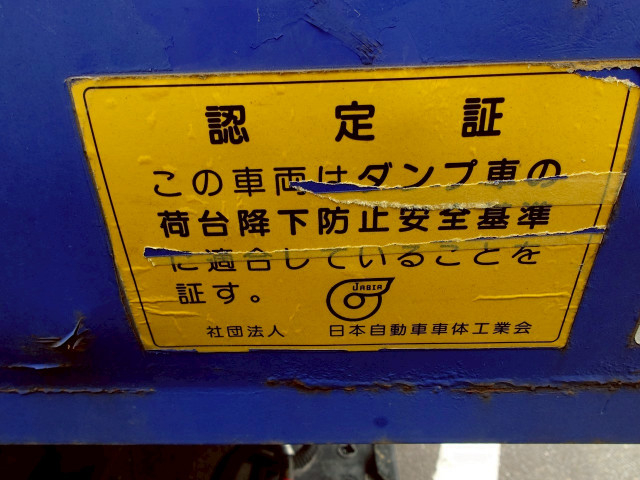 認定証
この車両はダンプ車の
荷台降下防止安全基準
に適合していることを
証す。
JABIA
社団法人 日本自動車車体工業会